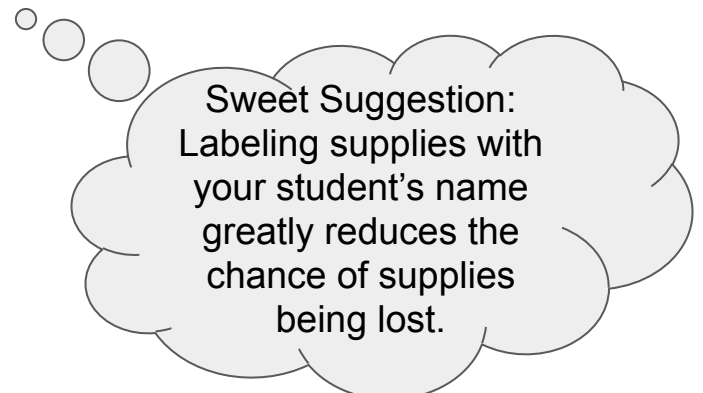 Sweet Suggestion:
Labeling supplies with
your student’s name
greatly reduces the
chance of supplies
being lost.